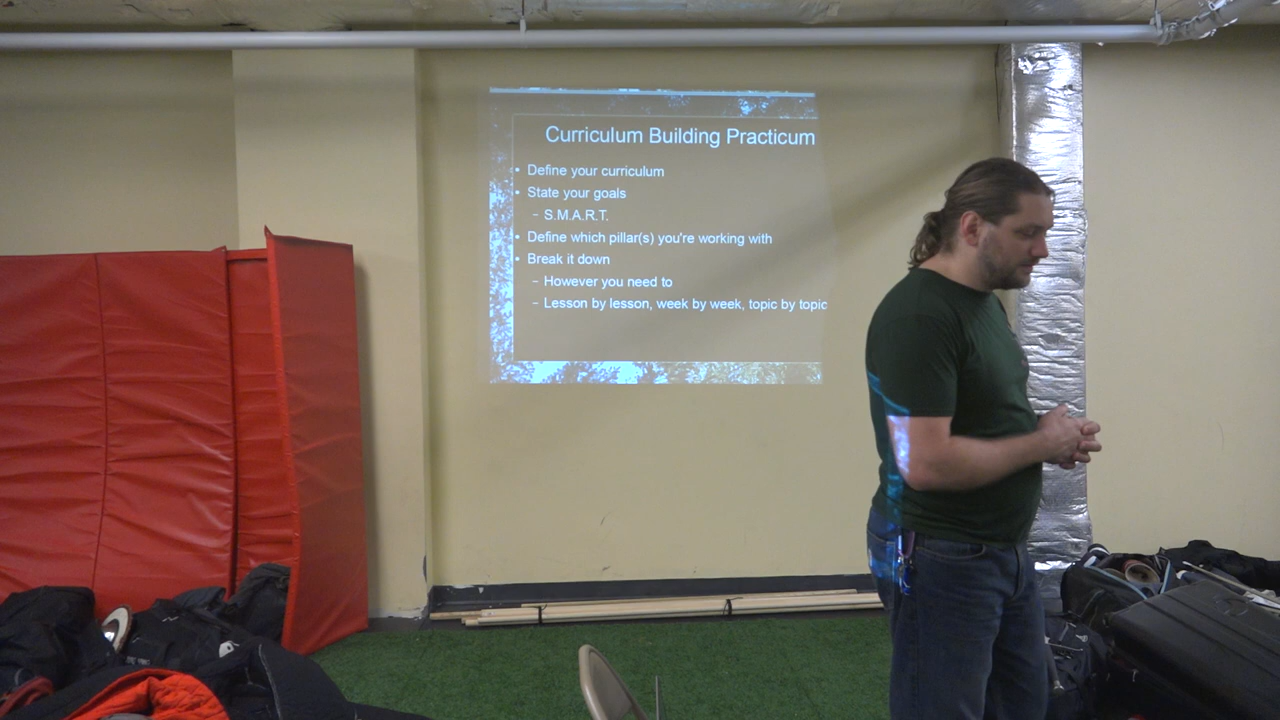 Curriculum Building Practicum
• Define your curriculum
• State your goals
– S.M.A.R.T.
• Define which pillar(s) you're working with
• Break it down
– However you need to
– Lesson by lesson, week by week, topic by topic